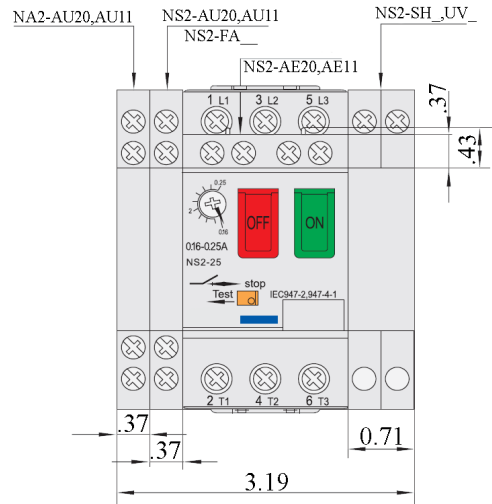 NA2-AU20,AU11
NS2-AU20,AU11
NS2-FA__
NS2-SH_,UV_
NS2-AE20,AE11
1 L1
3 L2
5 L3
.37
.43
0.25
2
0.16
0.16-0.25A
NS2-25
OFF
ON
stop
Test
IEC947-2,947-4-1
2 T1
4 T2
6 T3
.37
.37
0.71
3.19